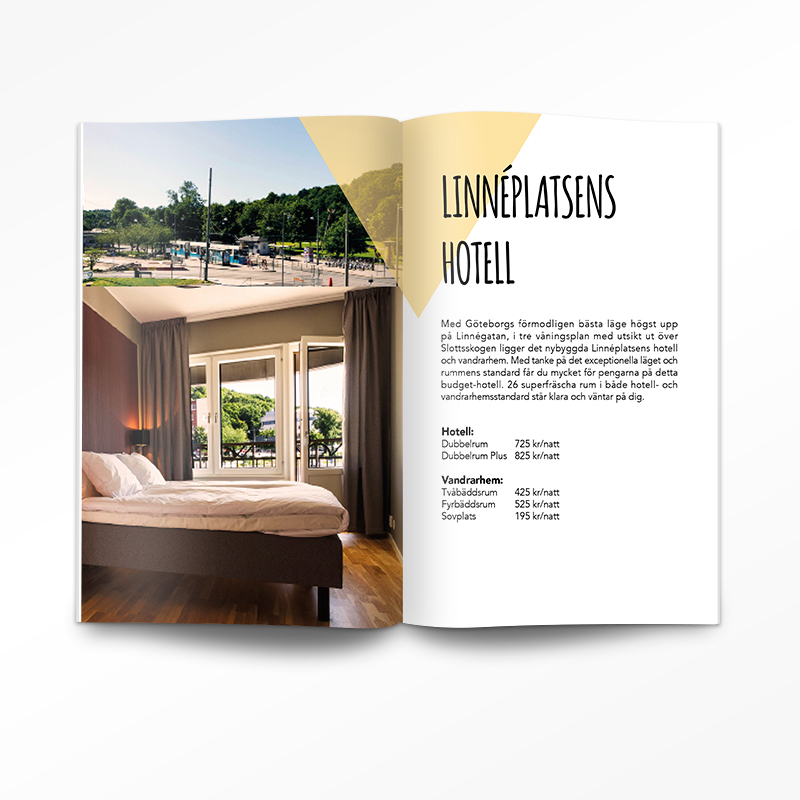 LINNÉPLATSENS
HOTELL
Med Göteborgs förmodligen bästa läge högst upp
på Linnégatan, i tre våningsplan med utsikt ut över
Slottsskogen ligger det nybyggda Linnéplatsens hotell
och vandrarhem. Med tanke på det exceptionella läget och
rummens standard får du mycket för pengarna på detta
budget-hotell. 26 superfräscha rum i både hotell- och
vandrarhemsstandard står klara och väntar på dig.
Hotell:
Dubbelrum 725 kr/natt
Dubbelrum Plus 825 kr/natt
Vandrarhem:
Tvåbäddsrum 425 kr/natt
Fyrbäddsrum 525 kr/natt
Sovplats 195 kr/natt